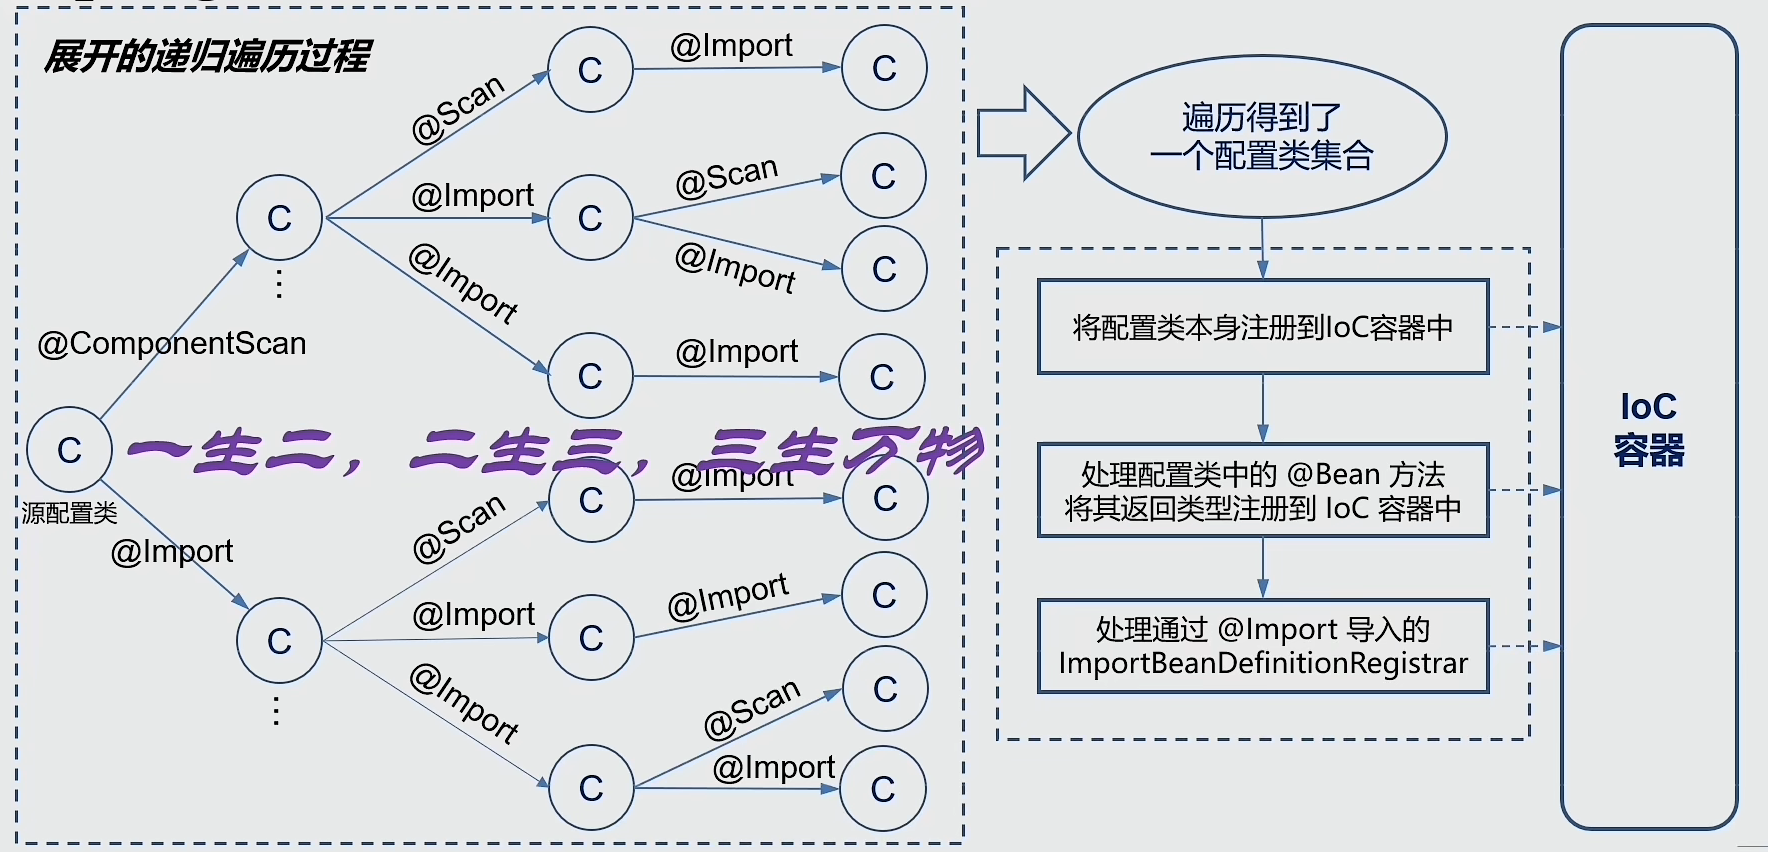 展开的递归遍历过程
C
@Import
C
@Scan
C
@Import
C
@Scan
C
@Import
C
@Import
C
@Import
C
@ComponentScan
C
源配置类
一生二，二生三，三生万物
@Import
C
@Scan
C
@Import
C
@Import
C
@Import
C
@Import
C
@Scan
C
@Import
C
遍历得到了
一个配置类集合
将配置类本身注册到IoC容器中
处理配置类中的 @Bean 方法
将其返回类型注册到 IoC 容器中
处理通过 @Import 导入的
ImportBeanDefinitionRegistrar
IoC
容器